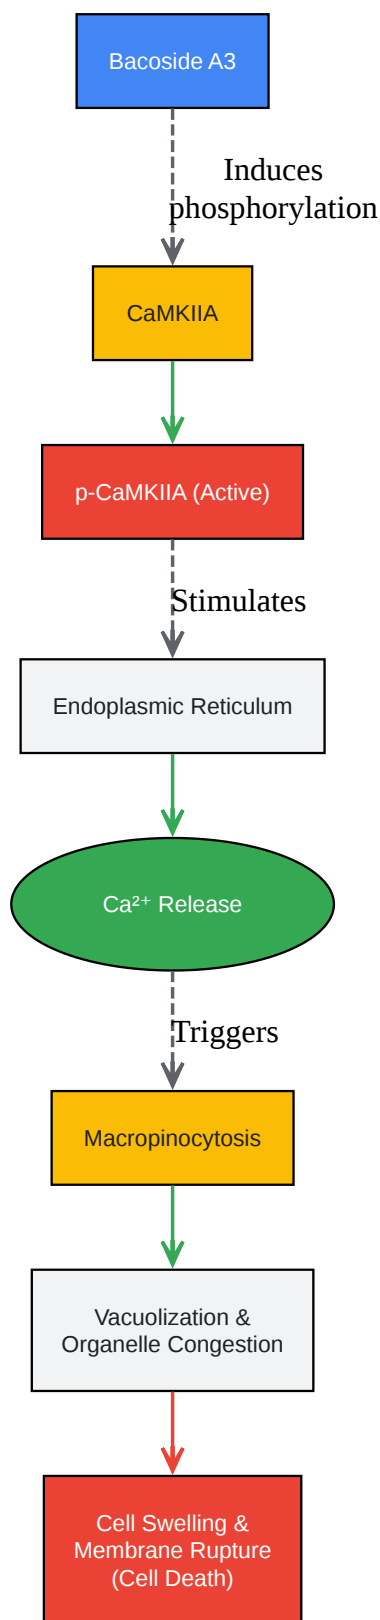 Bacoside A3
Induces
phosphorylation
CaMKIIA
p-CaMKIIA (Active)
Stimulates
Endoplasmic Reticulum
Ca²⁺ Release
Triggers
Macropinocytosis
Vacuolization &
Organelle Congestion
Cell Swelling &
Membrane Rupture
(Cell Death)